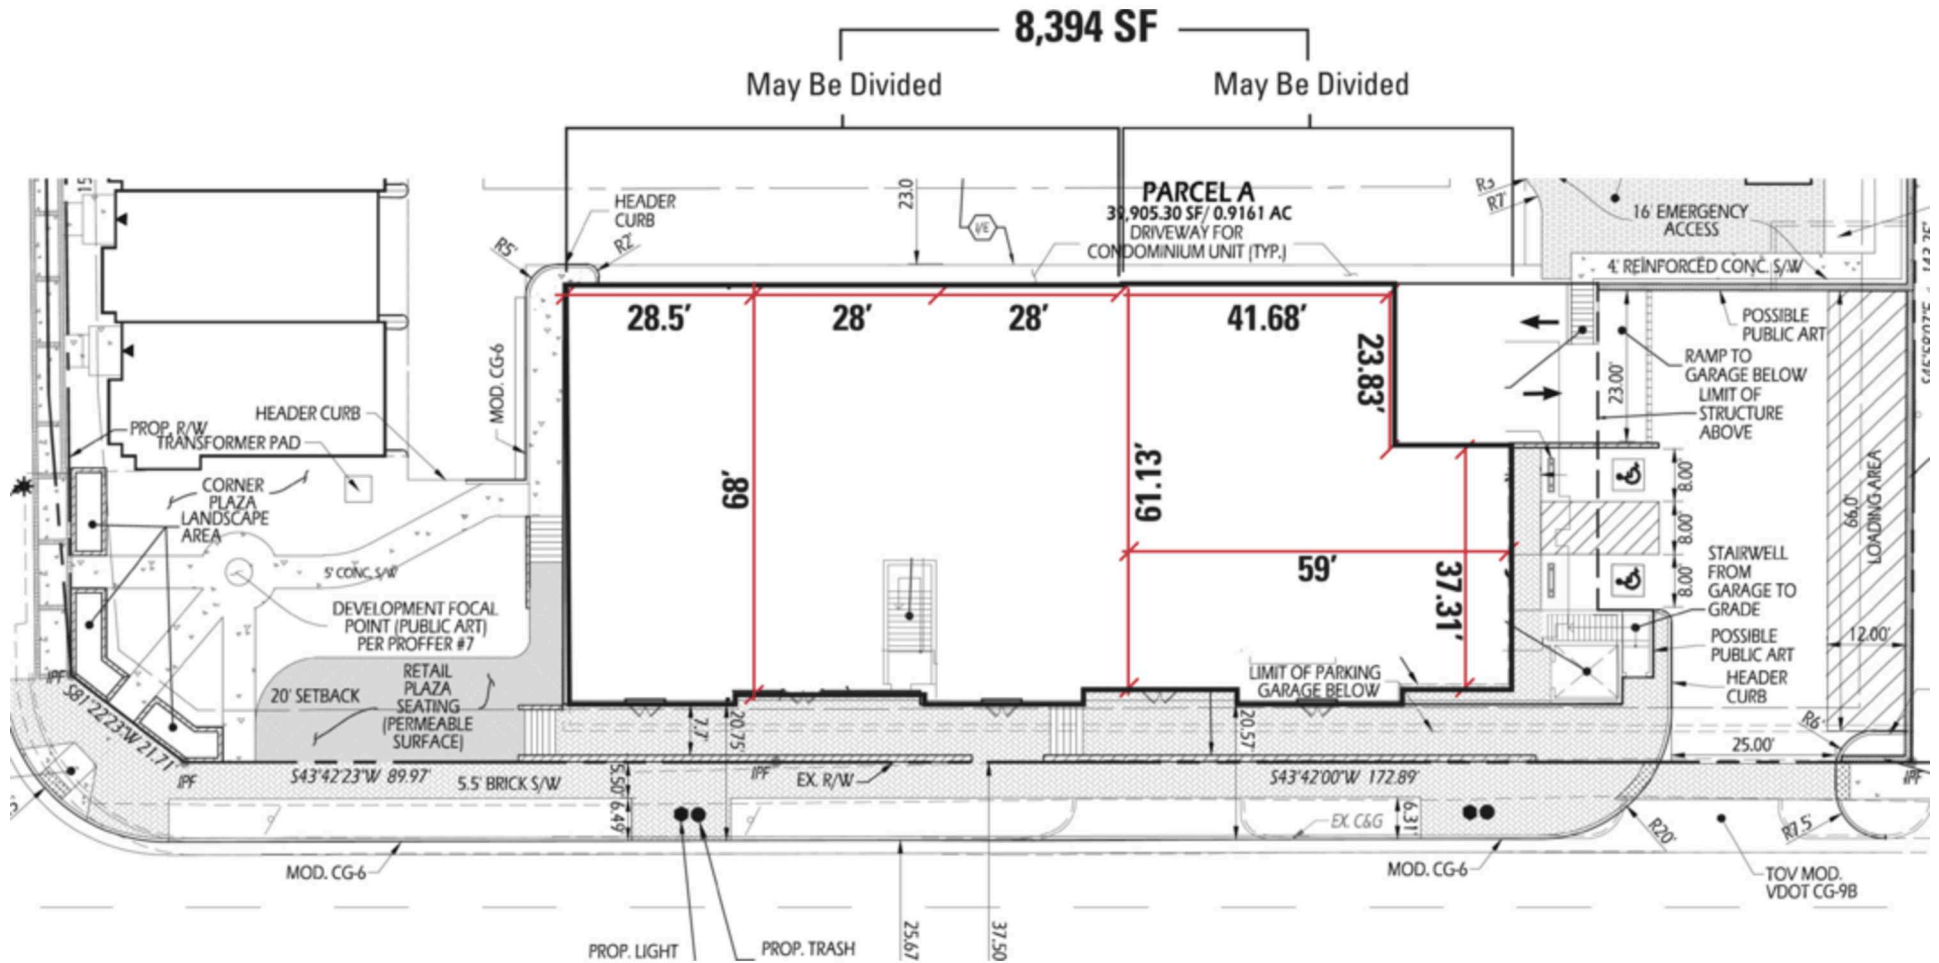 8,394 SF
May Be Divided
May Be Divided
PARCEL A
39,905.30 SF/ 0.9161 AC
DRIVEWAY FOR
CONDOMINIUM UNIT (TYP.)
HEADER
CURB
R5'
R2'
23.0
I/E
R3'
R7'
16' EMERGENCY
ACCESS
4' REINFORCED CONC. S/W
15
28.5'
28'
28'
41.68'
23.83'
68'
61.13'
59'
37.31'
POSSIBLE
PUBLIC ART
RAMP TO
GARAGE BELOW
LIMIT OF
STRUCTURE
ABOVE
23.00'
MOD. CG-6
HEADER CURB
PROP. R/W
TRANSFORMER PAD
CORNER
PLAZA
LANDSCAPE
AREA
5' CONC. S/W
DEVELOPMENT FOCAL
POINT (PUBLIC ART)
PER PROFFER #7
RETAIL
PLAZA
SEATING
(PERMEABLE
SURFACE)
20' SETBACK
8.00'
8.00'
8.00'
66.0
LOADING AREA
12.00'
STAIRWELL
FROM
GARAGE TO
GRADE
POSSIBLE
PUBLIC ART
HEADER
CURB
LIMIT OF PARKING
GARAGE BELOW
IPF
S81°22'23"W 21.71'
IPF
S43°42'23"W 89.97'
5.5' BRICK S/W
7.7'
20.75'
20.57'
IPF
EX. R/W
S43°42'00"W 172.89'
R6'
25.00'
IPF
5.50'
6.49'
6.31'
EX. C&G
R20'
R7.5'
MOD. CG-6
MOD. CG-6
TOV MOD.
VDOT CG-9B
25.67
37.50
PROP. LIGHT
PROP. TRASH